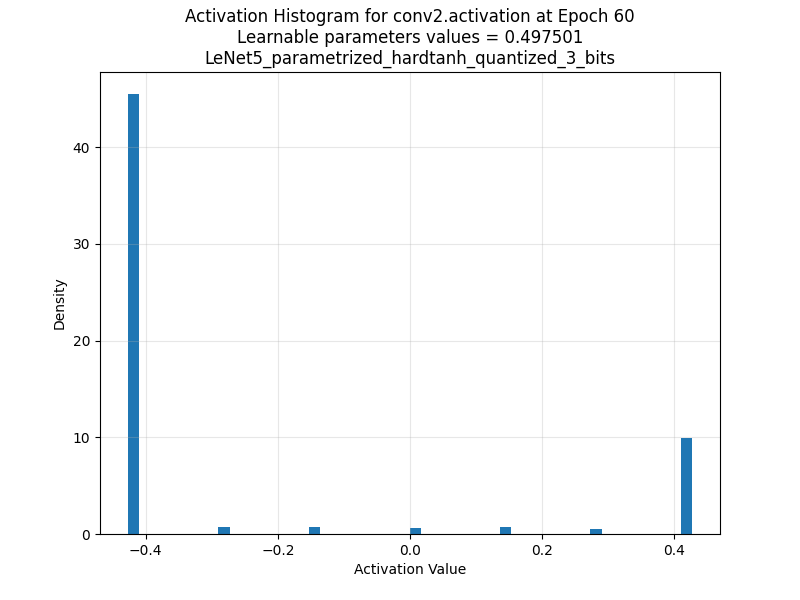 Activation Histogram for conv2.activation at Epoch 60
Learnable parameters values = 0.497501
LeNet5_parametrized_hardtanh_quantized_3_bits
Density
40
30
20
10
0
−0.4
−0.2
0.0
0.2
0.4
Activation Value